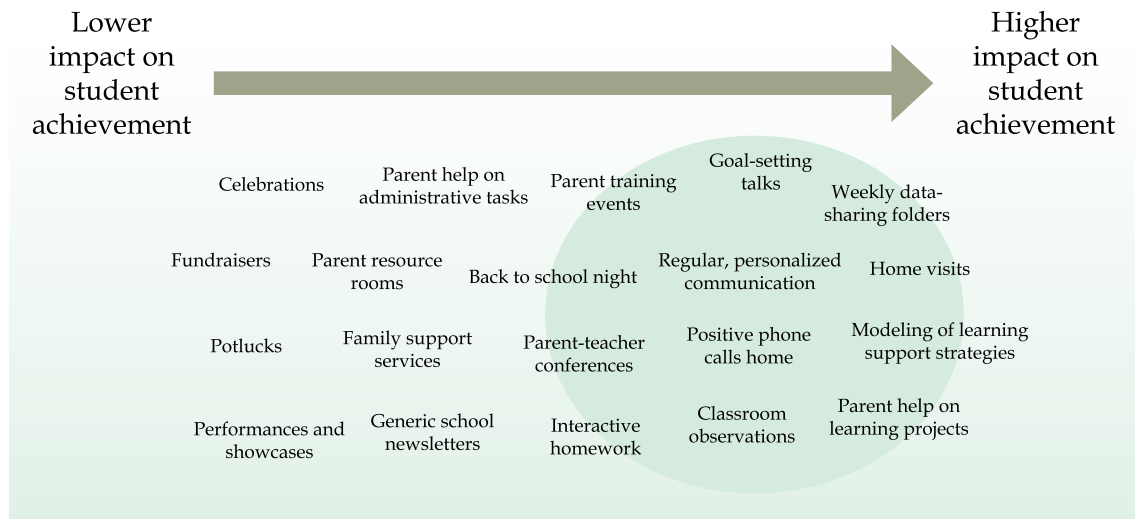 Lower
impact on
student
achievement
Higher
impact on
student
achievement
Celebrations
Parent help on
administrative tasks
Parent training
events
Goal-setting
talks
Weekly data-
sharing folders
Fundraisers
Parent resource
rooms
Back to school night
Regular, personalized
communication
Home visits
Potlucks
Family support
services
Parent-teacher
conferences
Positive phone
calls home
Modeling of learning
support strategies
Performances and
showcases
Generic school
newsletters
Interactive
homework
Classroom
observations
Parent help on
learning projects